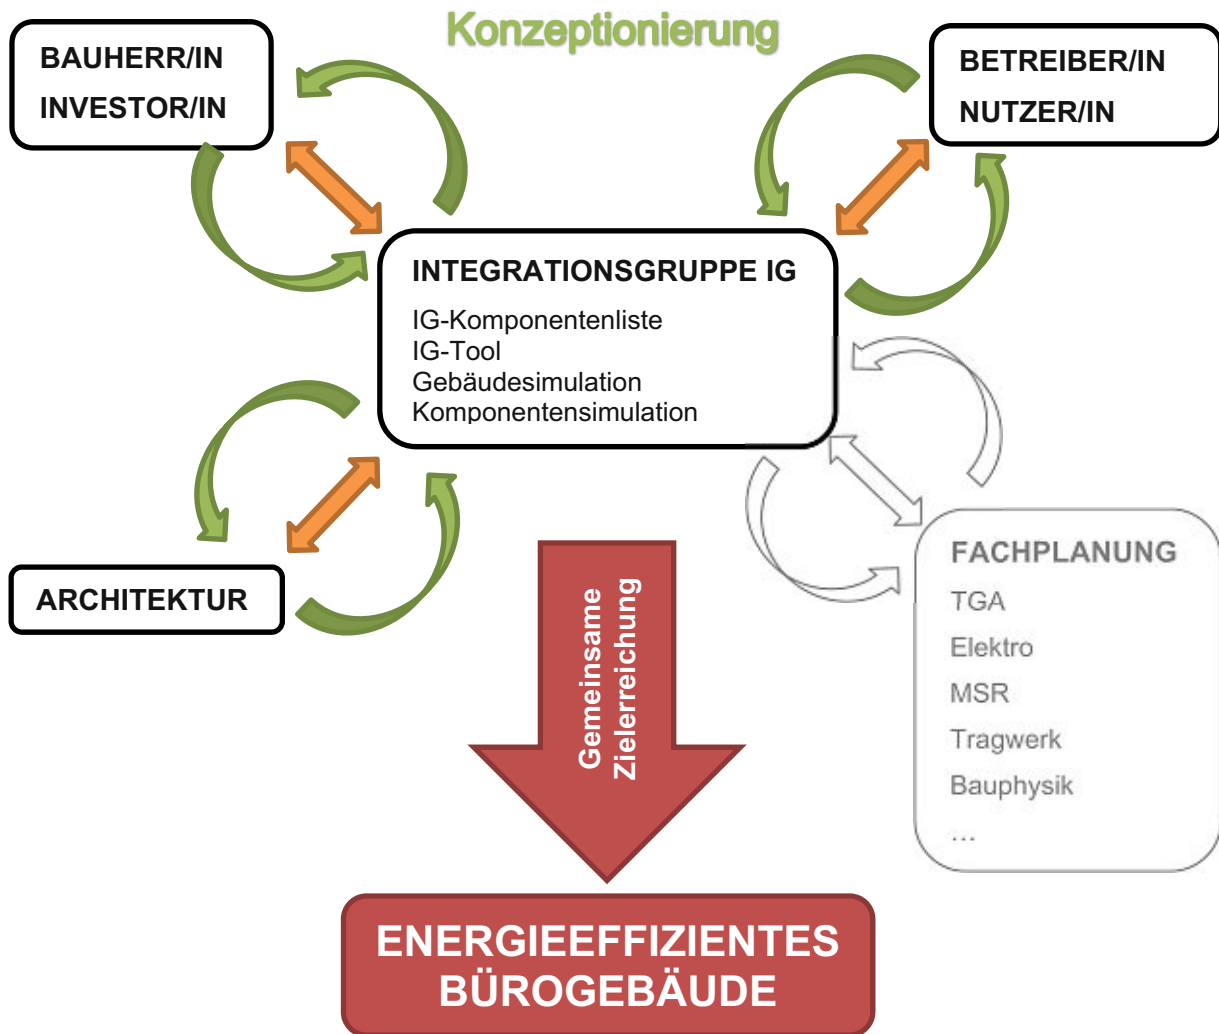 Konzeptionierung
BAUHERR/IN
INVESTOR/IN
BETREIBER/IN
NUTZER/IN
INTEGRATIONSGRUPPE IG
IG-Komponentenliste
IG-Tool
Gebäudesimulation
Komponentensimulation
ARCHITEKTUR
FACHPLANUNG
TGA
Elektro
MSR
Tragwerk
Bauphysik
…
Gemeinsame
Zielerreichung
ENERGIEEFFIZIENTES
BÜROGEBÄUDE